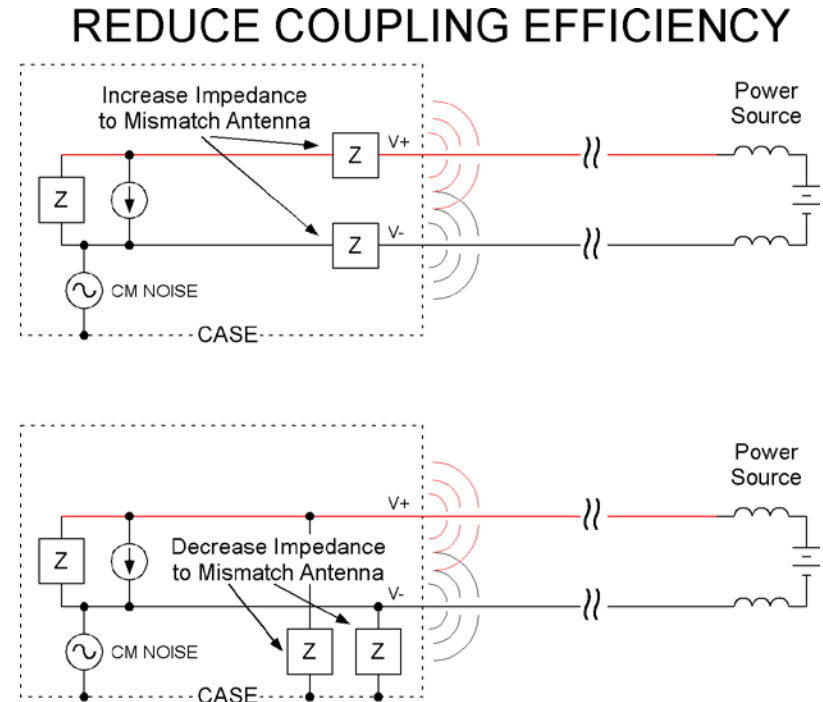 REDUCE COUPLING EFFICIENCY
Increase Impedance
to Mismatch Antenna
Power
Source
Z
V+
Z
V-
Z
CM NOISE
CASE
Power
Source
V+
Decrease Impedance
to Mismatch Antenna
Z
V-
CM NOISE
Z
Z
CASE